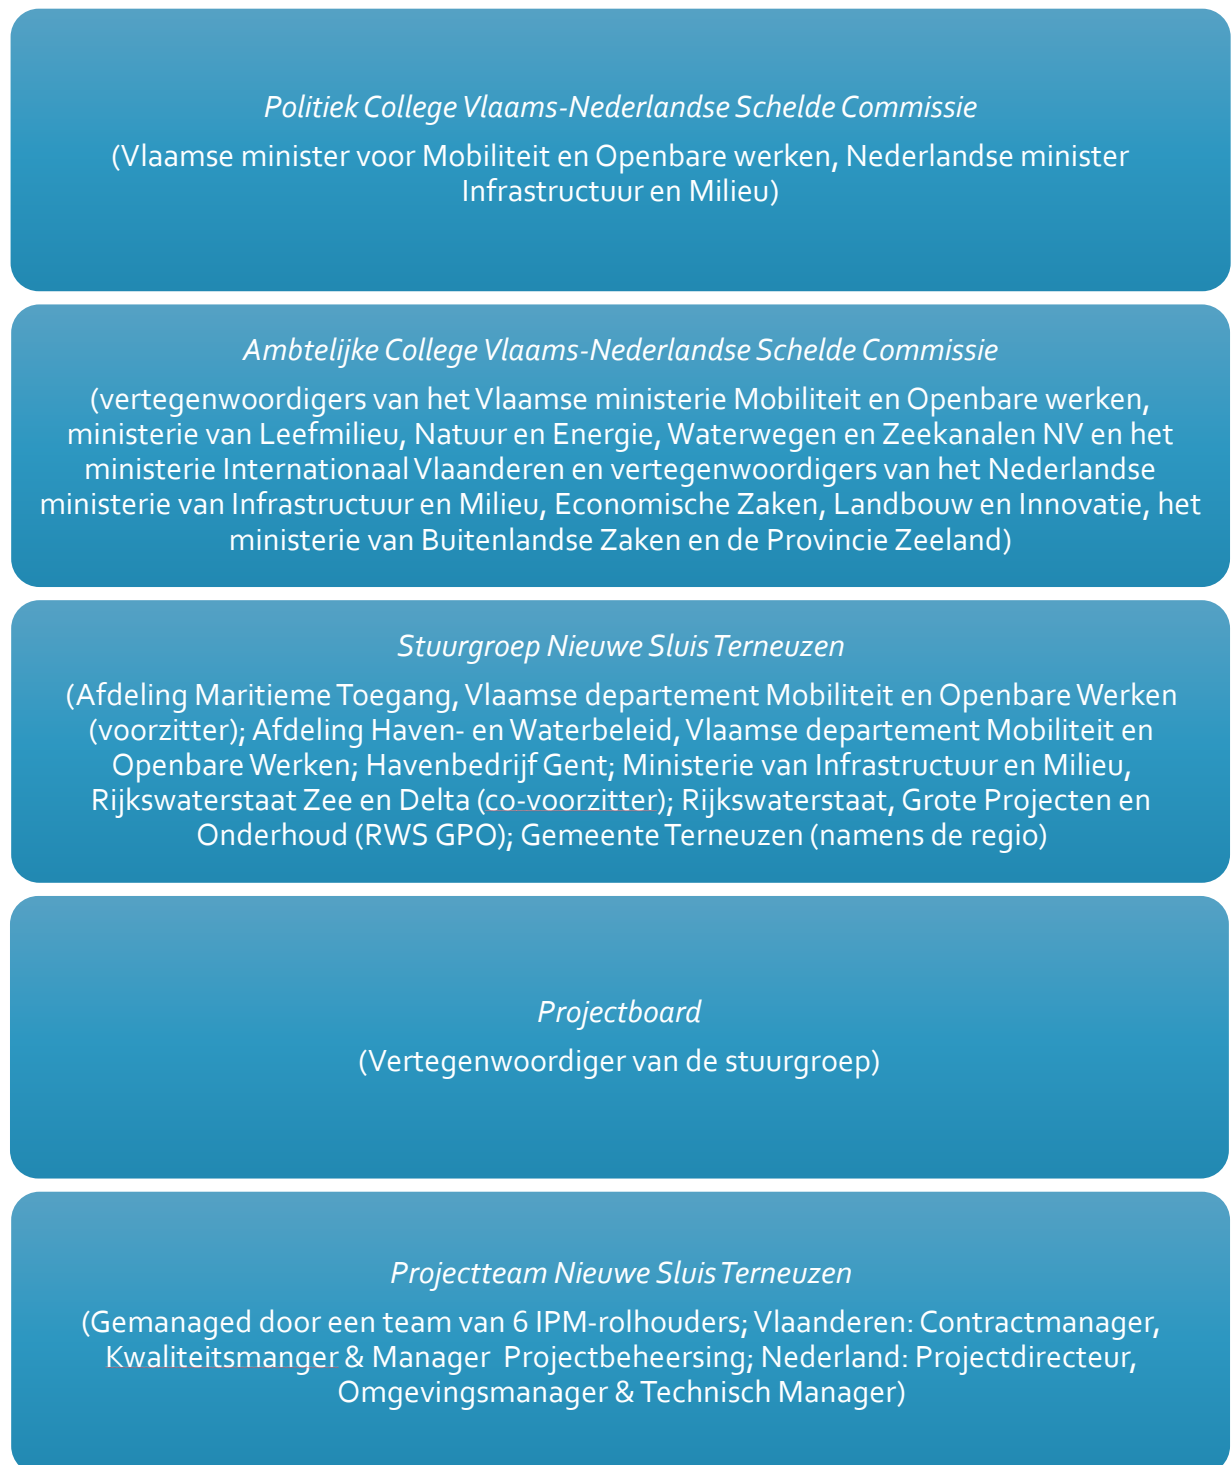 Politiek College Vlaams-Nederlandse Schelde Commissie
(Vlaamse minister voor Mobiliteit en Openbare werken, Nederlandse minister
Infrastructuur en Milieu)
Ambtelijke College Vlaams-Nederlandse Schelde Commissie
(vertegenwoordigers van het Vlaamse ministerie Mobiliteit en Openbare werken,
ministerie van Leefmilieu, Natuur en Energie, Waterwegen en Zeekanalen NV en het
ministerie Internationaal Vlaanderen en vertegenwoordigers van het Nederlandse
ministerie van Infrastructuur en Milieu, Economische Zaken, Landbouw en Innovatie, het
ministerie van Buitenlandse Zaken en de Provincie Zeeland)
Stuurgroep Nieuwe Sluis Terneuzen
(Afdeling Maritieme Toegang, Vlaamse departement Mobiliteit en Openbare Werken
(voorzitter); Afdeling Haven- en Waterbeleid, Vlaamse departement Mobiliteit en
Openbare Werken; Havenbedrijf Gent; Ministerie van Infrastructuur en Milieu,
Rijkswaterstaat Zee en Delta (co-voorzitter); Rijkswaterstaat, Grote Projecten en
Onderhoud (RWS GPO); Gemeente Terneuzen (namens de regio)
Projectboard
(Vertegenwoordiger van de stuurgroep)
Projectteam Nieuwe Sluis Terneuzen
(Gemanaged door een team van 6 IPM-rolhouders; Vlaanderen: Contractmanager,
Kwaliteitsmanger & Manager Projectbeheersing; Nederland: Projectdirecteur,
Omgevingsmanager & Technisch Manager)